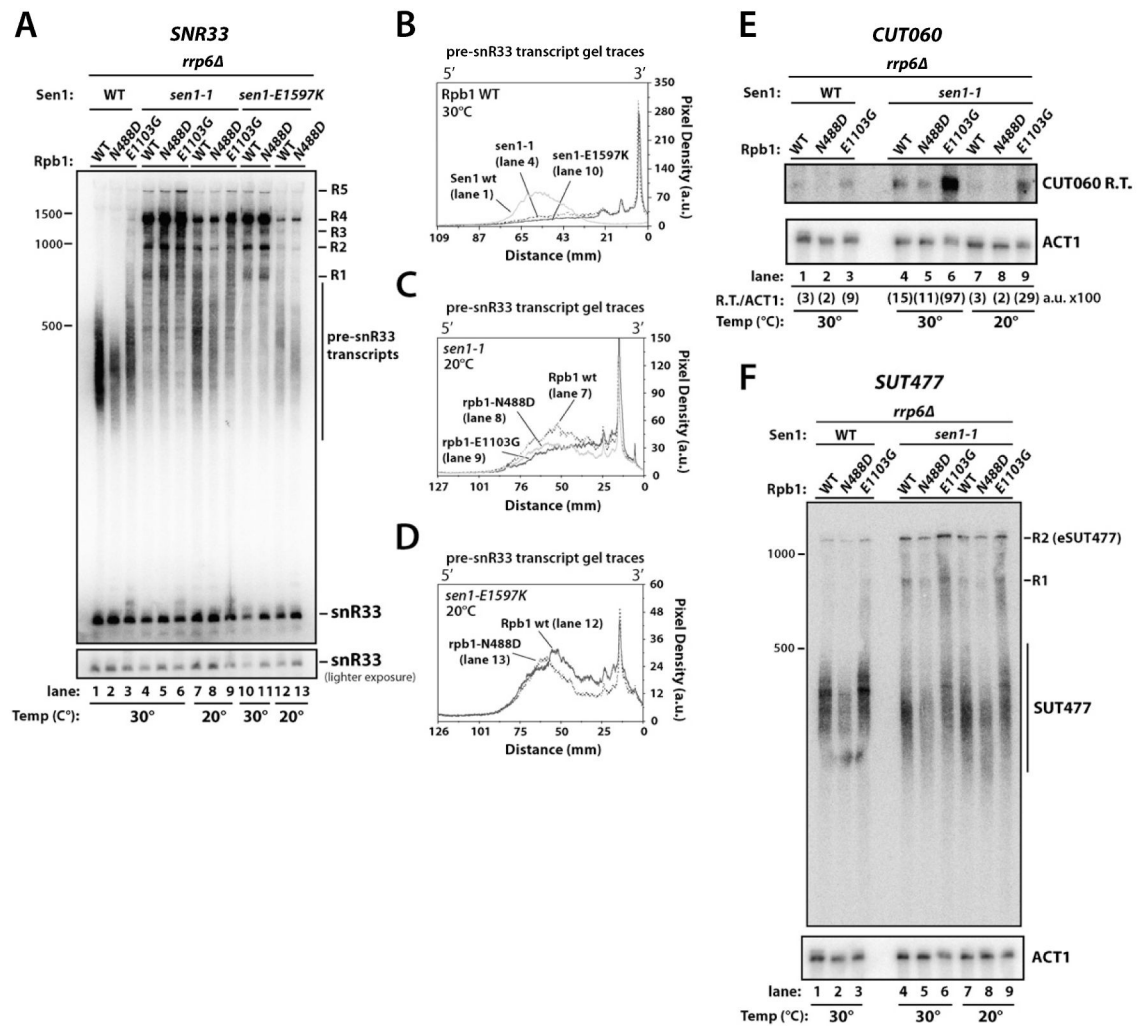 A
SNR33
rrp6Δ
Sen1: WT sen1-1 sen1-E1597K
Rpb1: WT N488D E1103G WT N488D E1103G WT N488D E1103G WT N488D WT N488D
1500
1000
500
R5
R4
R3
R2
R1
pre-snR33
transcripts
snR33
snR33
(lighter exposure)
lane: 1 2 3 4 5 6 7 8 9 10 11 12 13
Temp (C°): 30° 30° 20° 30° 20°
B
pre-snR33 transcript gel traces
5′ 3′
Rpb1 WT
30°C
sen1-1
(lane 4)
sen1-E1597K
(lane 10)
Sen1 wt
(lane 1)
350
280
210
140
70
0
Pixel Density (a.u.)
109 87 65 43 21 0
Distance (mm)
C
pre-snR33 transcript gel traces
5′ 3′
sen1-1
20°C
Rpb1 wt
(lane 7)
rpb1-N488D
(lane 8)
rpb1-E1103G
(lane 9)
150
120
90
60
30
0
Pixel Density (a.u.)
127 101 76 50 25 0
Distance (mm)
D
pre-snR33 transcript gel traces
5′ 3′
sen1-E1597K
20°C
Rpb1 wt (lane 12)
rpb1-N488D
(lane 13)
60
48
36
24
12
0
Pixel Density (a.u.)
126 101 75 50 25 0
Distance (mm)
E
CUT060
rrp6Δ
Sen1: WT sen1-1
Rpb1: WT N488D E1103G WT N488D E1103G WT N488D E1103G
CUT060 R.T.
ACT1
lane: 1 2 3 4 5 6 7 8 9
R.T./ACT1: (3) (2) (9) (15)(11)(97) (3) (2) (29) a.u. x100
Temp (°C): 30° 30° 20°
F
SUT477
rrp6Δ
Sen1: WT sen1-1
Rpb1: WT N488D E1103G WT N488D E1103G WT N488D E1103G
1000
500
R2 (eSUT477)
R1
SUT477
ACT1
lane: 1 2 3 4 5 6 7 8 9
Temp (°C): 30° 30° 20°